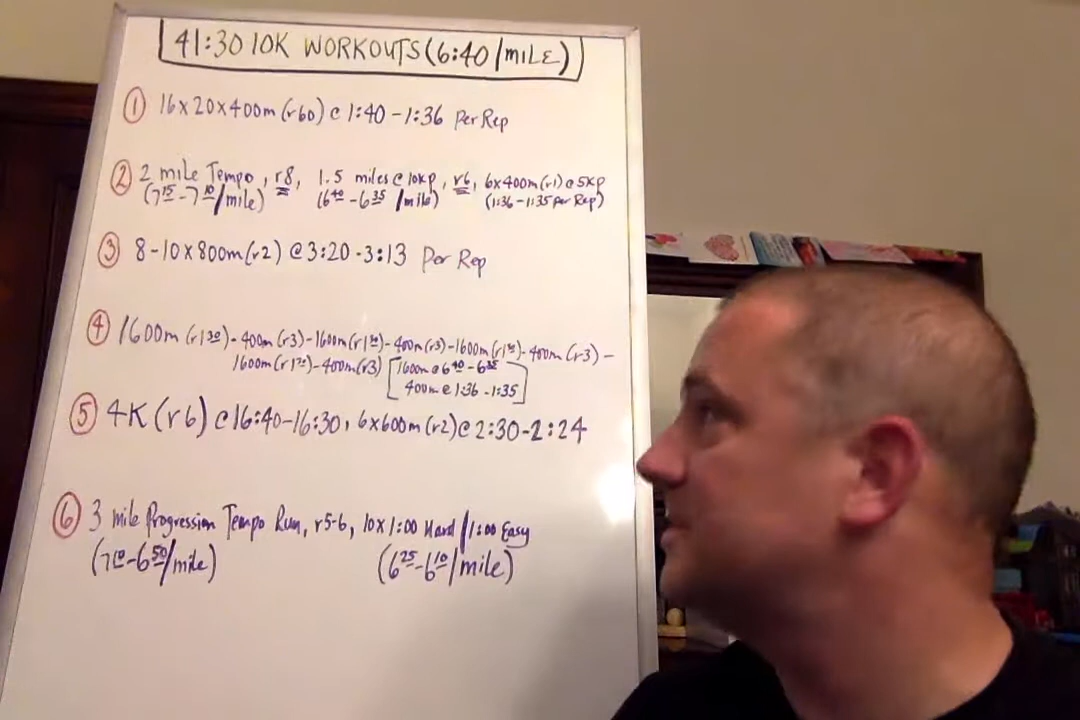 41:30 10K WORKOUTS (6:40/MILE)
① 16x20x400m (r60) @ 1:40 - 1:36 Per Rep
② 2 mile Tempo, r8, 1.5 miles @ 10kp, r6, 6x400m (r1) @ 5kp
(7 15 - 7 10/mile) (6 40 - 6 35 /mile) (1:36 - 1:35 per Rep)
③ 8-10x800m (r2) @ 3:20 - 3:13 Per Rep
④ 1600m (r1 30) - 400m (r3) - 1600m (r1 30) - 400m (r3) - 1600m (r1 30) - 400m (r3) -
1600m (r1 30) - 400m (r3) [1600m @ 6 40 - 6 35
400m @ 1:36 - 1:35]
⑤ 4K (r6) @ 16:40-16:30, 6x600m (r2) @ 2:30-2:24
⑥ 3 mile Progression Tempo Run, r5-6, 10x1:00 Hard/1:00 Easy
(7 10 - 6 50/mile) (6 25 - 6 10/mile)